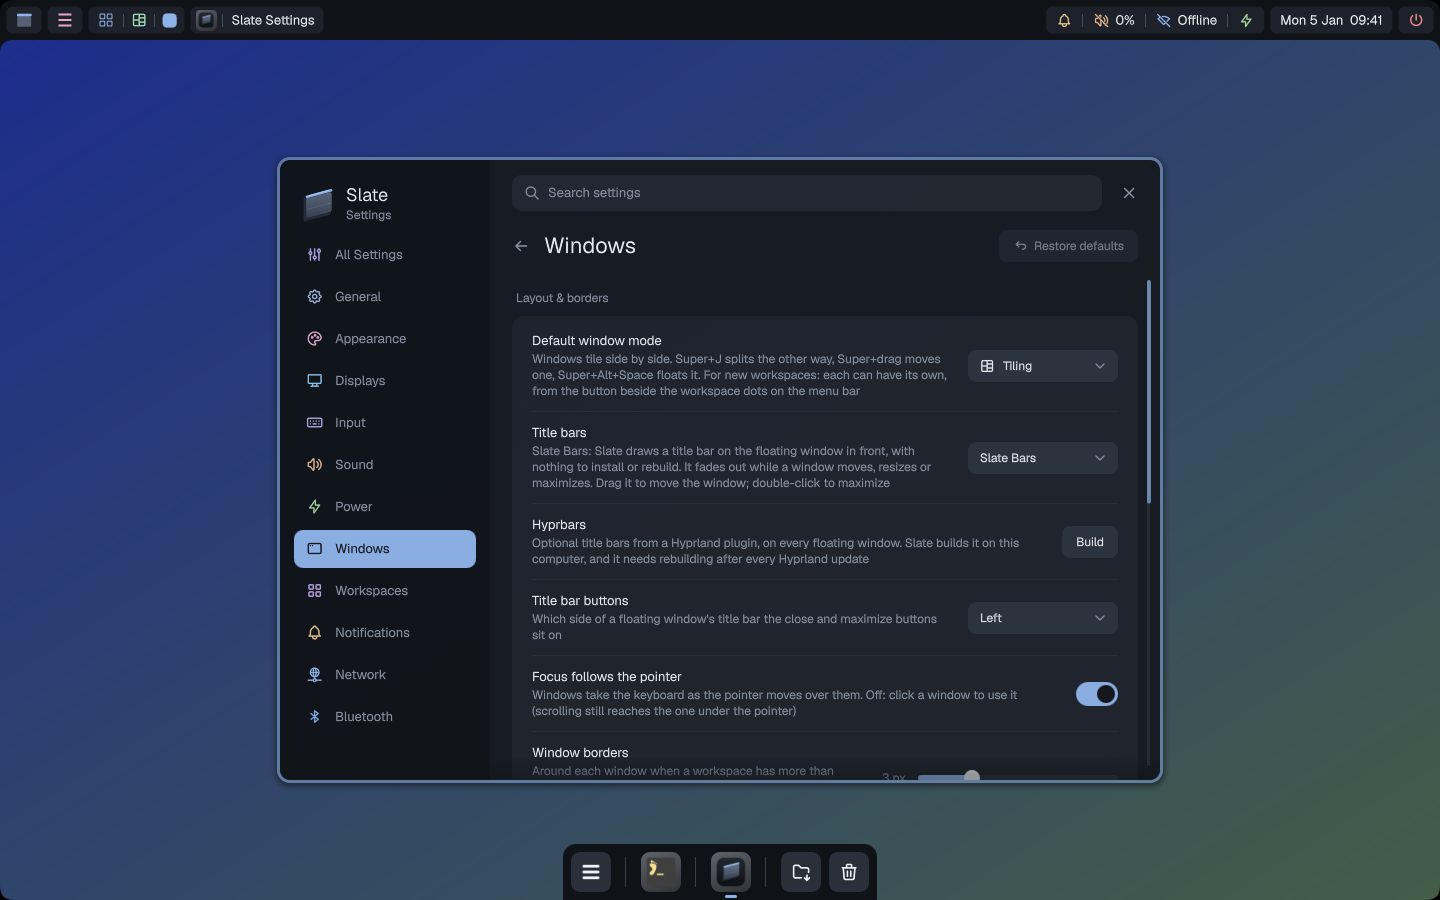 Slate Settings
0%
Offline
Mon 5 Jan 09:41
Slate
Settings
All Settings
General
Appearance
Displays
Input
Sound
Power
Windows
Workspaces
Notifications
Network
Bluetooth
Search settings
Windows
Restore defaults
Layout & borders
Default window mode
Windows tile side by side. Super+J splits the other way, Super+drag moves
one, Super+Alt+Space floats it. For new workspaces: each can have its own,
from the button beside the workspace dots on the menu bar
Tiling
Title bars
Slate Bars: Slate draws a title bar on the floating window in front, with
nothing to install or rebuild. It fades out while a window moves, resizes or
maximizes. Drag it to move the window; double-click to maximize
Slate Bars
Hyprbars
Optional title bars from a Hyprland plugin, on every floating window. Slate builds it on this
computer, and it needs rebuilding after every Hyprland update
Build
Title bar buttons
Which side of a floating window's title bar the close and maximize buttons
sit on
Left
Focus follows the pointer
Windows take the keyboard as the pointer moves over them. Off: click a window to use it
(scrolling still reaches the one under the pointer)
Window borders
Around each window when a workspace has more than
3 px